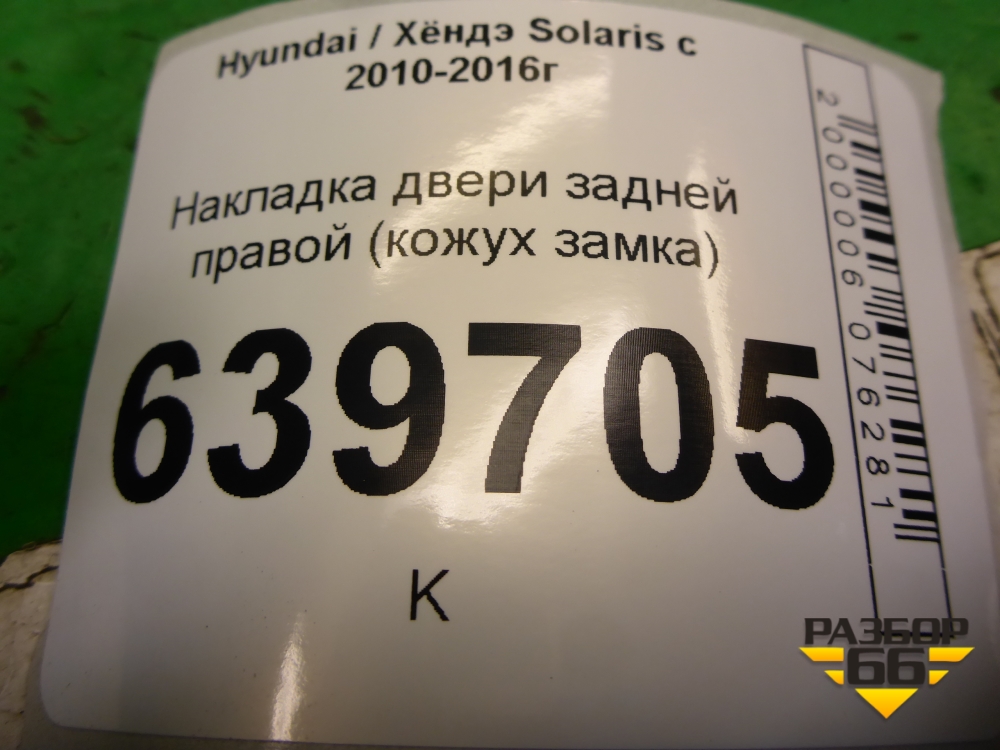 Hyundai / Хёндэ Solaris с
2010-2016г
Накладка двери задней
правой (кожух замка)
639705
К
2000006076281
РАЗБОР
66